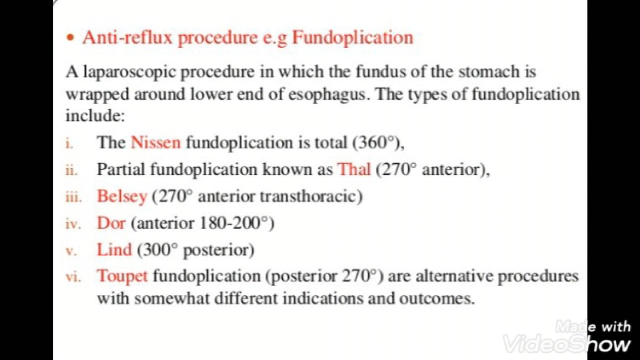 • Anti-reflux procedure e.g Fundoplication
A laparoscopic procedure in which the fundus of the stomach is
wrapped around lower end of esophagus. The types of fundoplication
include:
i. The Nissen fundoplication is total (360°),
ii. Partial fundoplication known as Thal (270° anterior),
iii. Belsey (270° anterior transthoracic)
iv. Dor (anterior 180-200°)
v. Lind (300° posterior)
vi. Toupet fundoplication (posterior 270°) are alternative procedures
with somewhat different indications and outcomes.
Made with
VideoShow